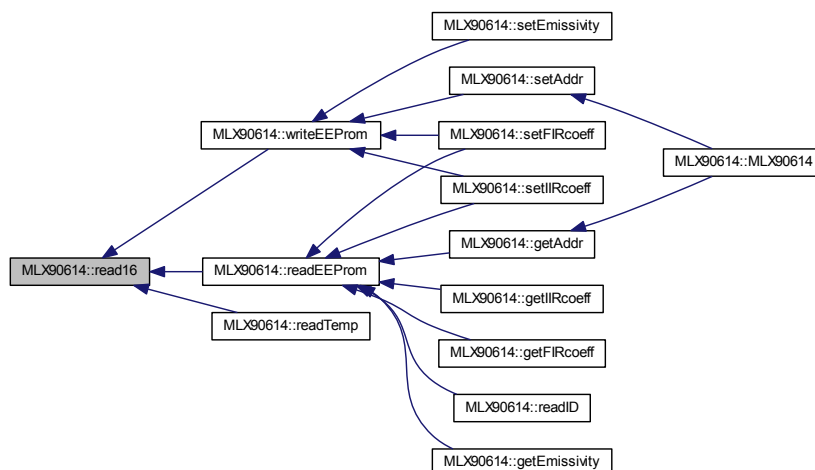 MLX90614::setEmissivity
MLX90614::setAddr
MLX90614::writeEEProm
MLX90614::setFIRcoeff
MLX90614::MLX90614
MLX90614::setIIRcoeff
MLX90614::getAddr
MLX90614::read16
MLX90614::readEEProm
MLX90614::getIIRcoeff
MLX90614::readTemp
MLX90614::getFIRcoeff
MLX90614::readID
MLX90614::getEmissivity